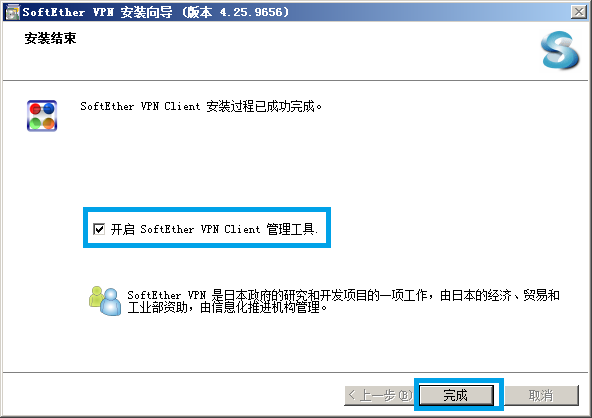 SoftEther VPN 安装向导 (版本 4.25.9656)
安装结束
SoftEther VPN Client 安装过程已成功完成。
开启 SoftEther VPN Client 管理工具.
SoftEther VPN 是日本政府的研究和开发项目的一项工作，由日本的经济、贸易和
工业部资助，由信息化推进机构管理。
< 上一步(B) 完成 取消